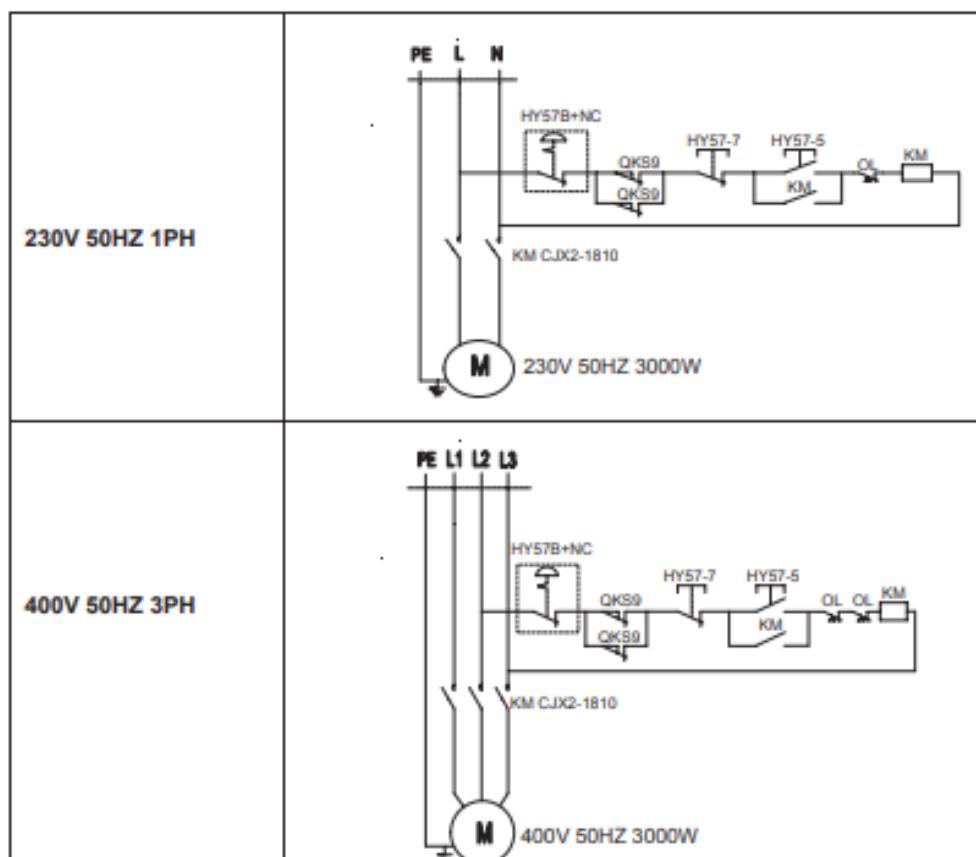 230V 50HZ 1PH
PE L N
HY57B+NC
QKS9
QKS9
HY57-7
HY57-5
KM
OL
KM
KM CJX2-1810
M
230V 50HZ 3000W
400V 50HZ 3PH
PE L1 L2 L3
HY57B+NC
QKS9
QKS9
HY57-7
HY57-5
KM
OL
OL
KM
KM CJX2-1810
M
400V 50HZ 3000W